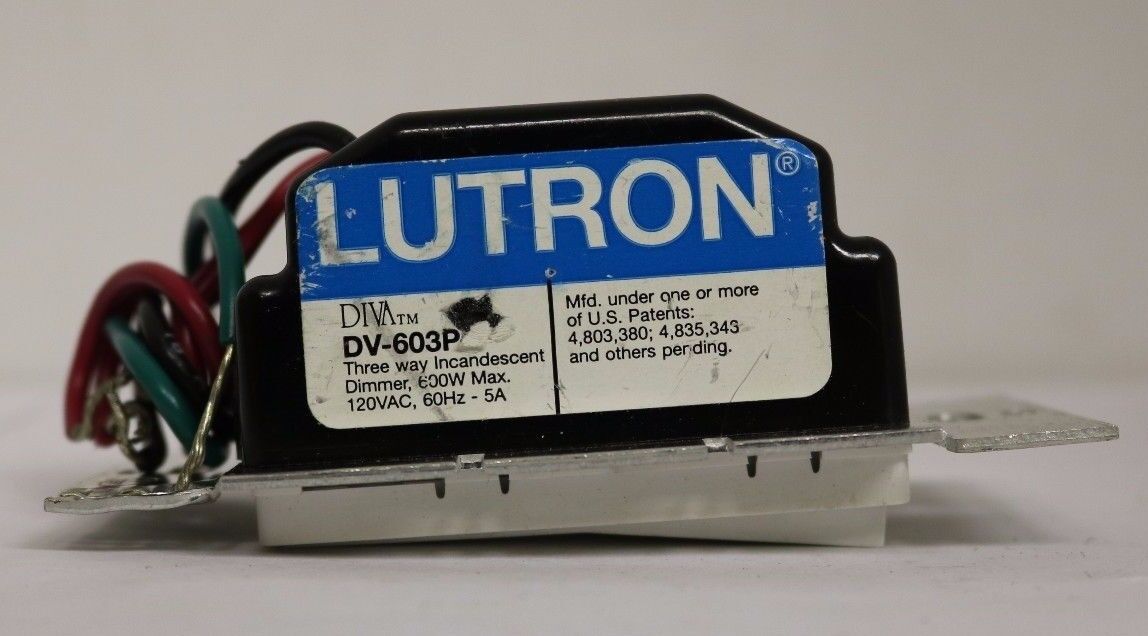 LUTRON®
DIVA™
DV-603P
Three way Incandescent
Dimmer, 600W Max.
120VAC, 60Hz - 5A
Mfd. under one or more
of U.S. Patents:
4,803,380; 4,835,343
and others pending.